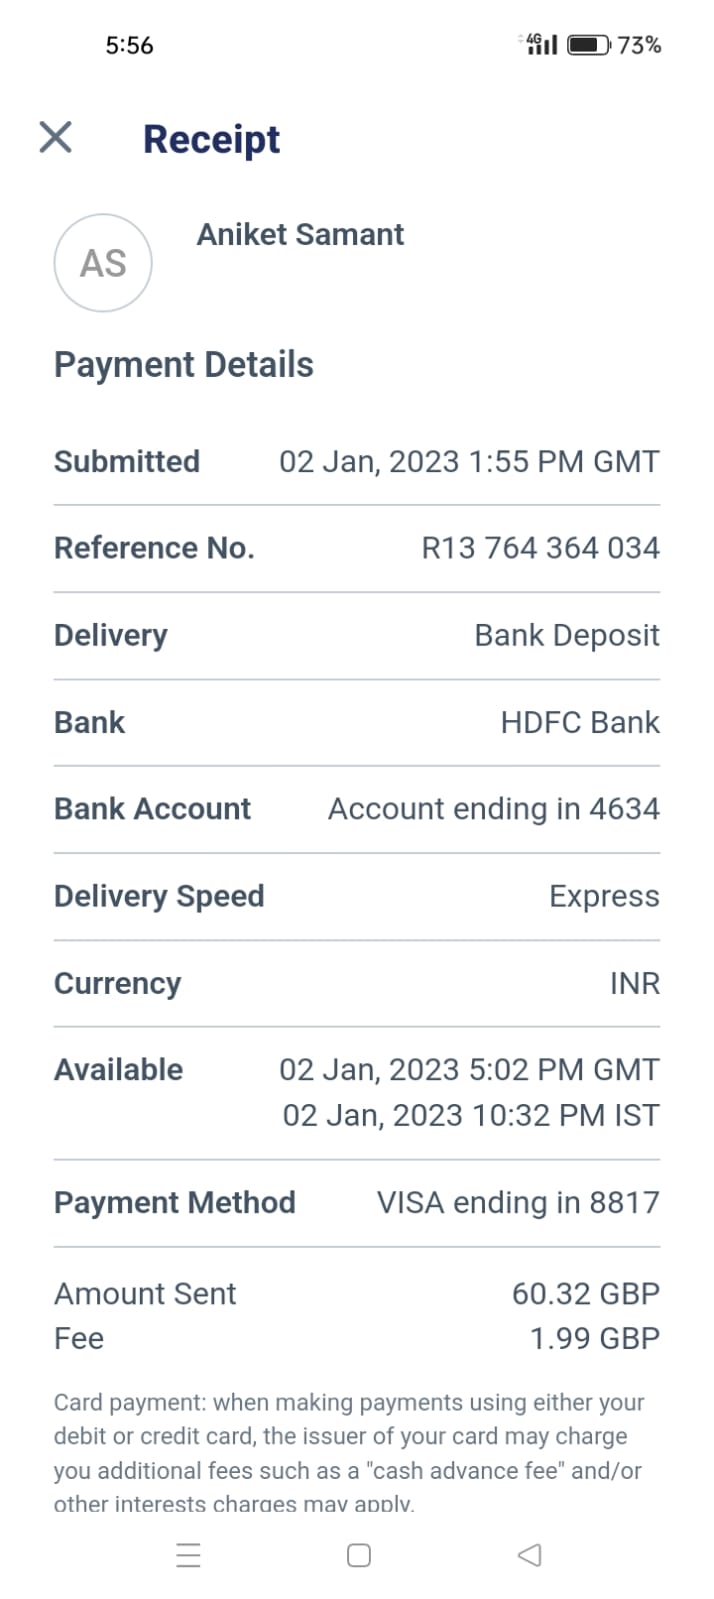 5:56
4G 73%
Receipt
AS
Aniket Samant
Payment Details
Submitted 02 Jan, 2023 1:55 PM GMT
Reference No. R13 764 364 034
Delivery Bank Deposit
Bank HDFC Bank
Bank Account Account ending in 4634
Delivery Speed Express
Currency INR
Available 02 Jan, 2023 5:02 PM GMT
02 Jan, 2023 10:32 PM IST
Payment Method VISA ending in 8817
Amount Sent 60.32 GBP
Fee 1.99 GBP
Card payment: when making payments using either your
debit or credit card, the issuer of your card may charge
you additional fees such as a "cash advance fee" and/or
other interests charges may apply.